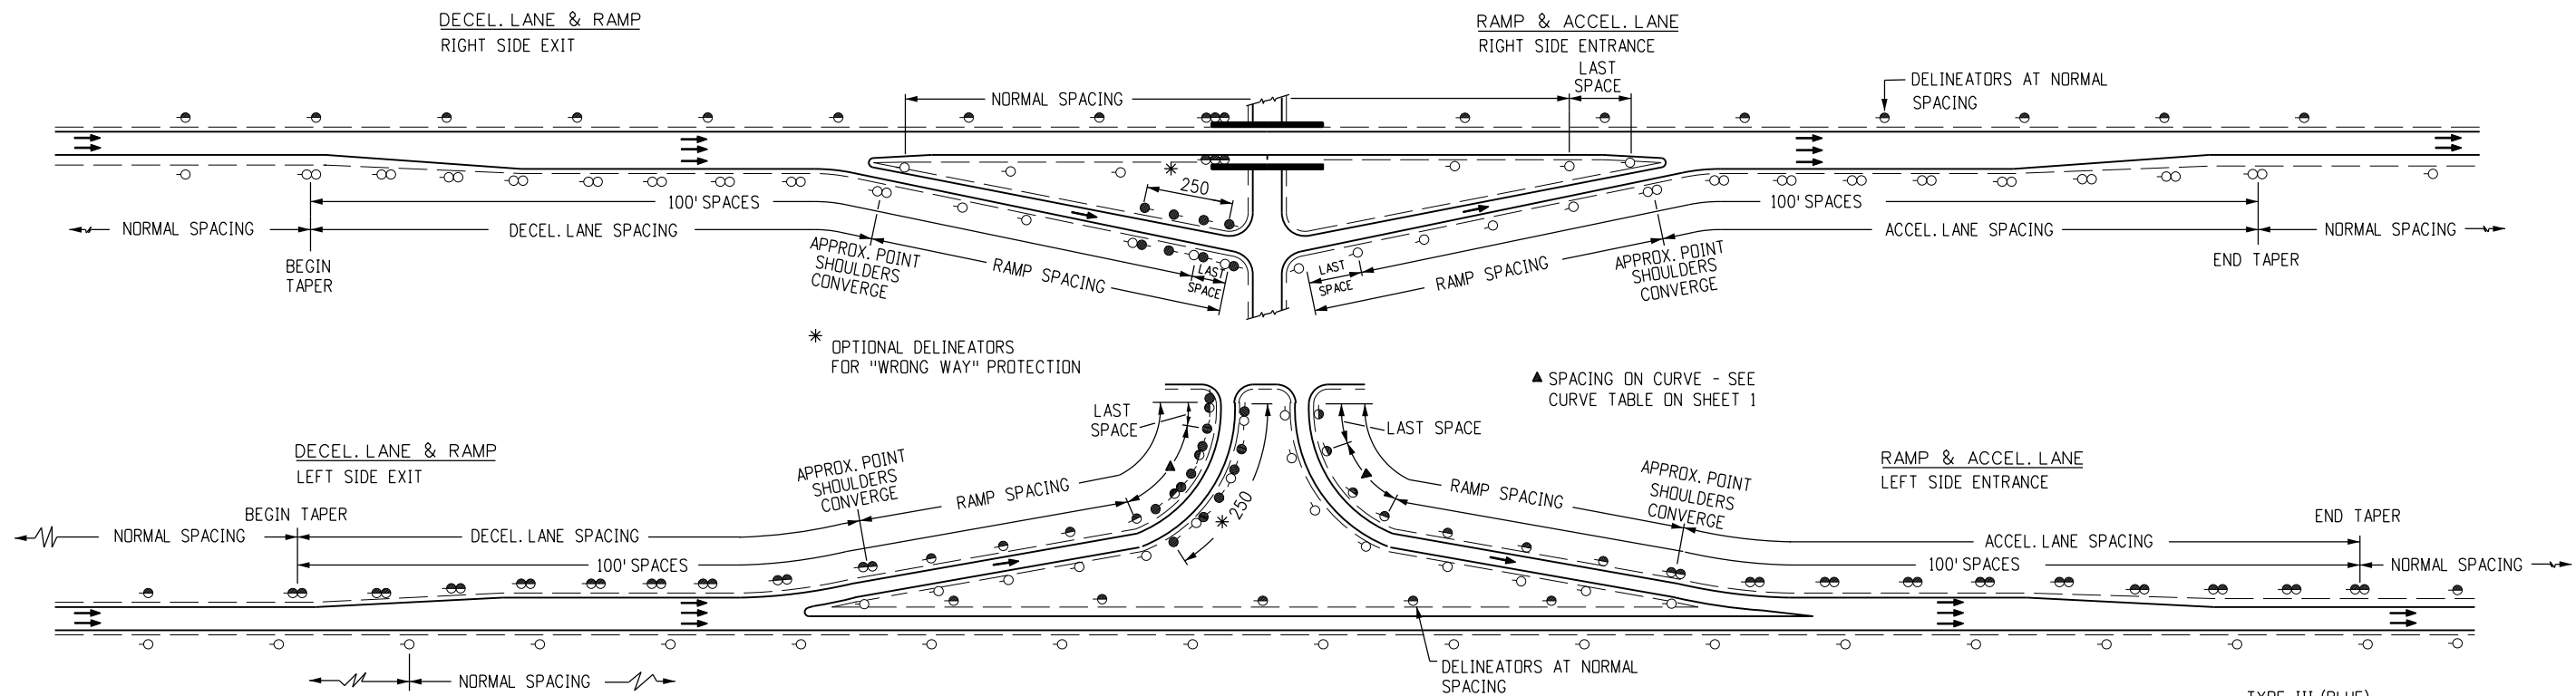 DECEL. LANE & RAMP
RIGHT SIDE EXIT
RAMP & ACCEL. LANE
RIGHT SIDE ENTRANCE
LAST
SPACE
NORMAL SPACING
DELINEATORS AT NORMAL
SPACING
* 250
100' SPACES
100' SPACES
NORMAL SPACING
DECEL. LANE SPACING
ACCEL. LANE SPACING
NORMAL SPACING
BEGIN
TAPER
APPROX. POINT
SHOULDERS
CONVERGE
RAMP SPACING
LAST
SPACE
LAST
SPACE
RAMP SPACING
APPROX. POINT
SHOULDERS
CONVERGE
END TAPER
* OPTIONAL DELINEATORS
FOR "WRONG WAY" PROTECTION
▲ SPACING ON CURVE - SEE
CURVE TABLE ON SHEET 1
LAST
SPACE
LAST SPACE
DECEL. LANE & RAMP
LEFT SIDE EXIT
RAMP & ACCEL. LANE
LEFT SIDE ENTRANCE
APPROX. POINT
SHOULDERS
CONVERGE
RAMP SPACING
▲
* 250
▲
RAMP SPACING
APPROX. POINT
SHOULDERS
CONVERGE
BEGIN TAPER
END TAPER
NORMAL SPACING
DECEL. LANE SPACING
ACCEL. LANE SPACING
100' SPACES
100' SPACES
NORMAL SPACING
NORMAL SPACING
DELINEATORS AT NORMAL
SPACING